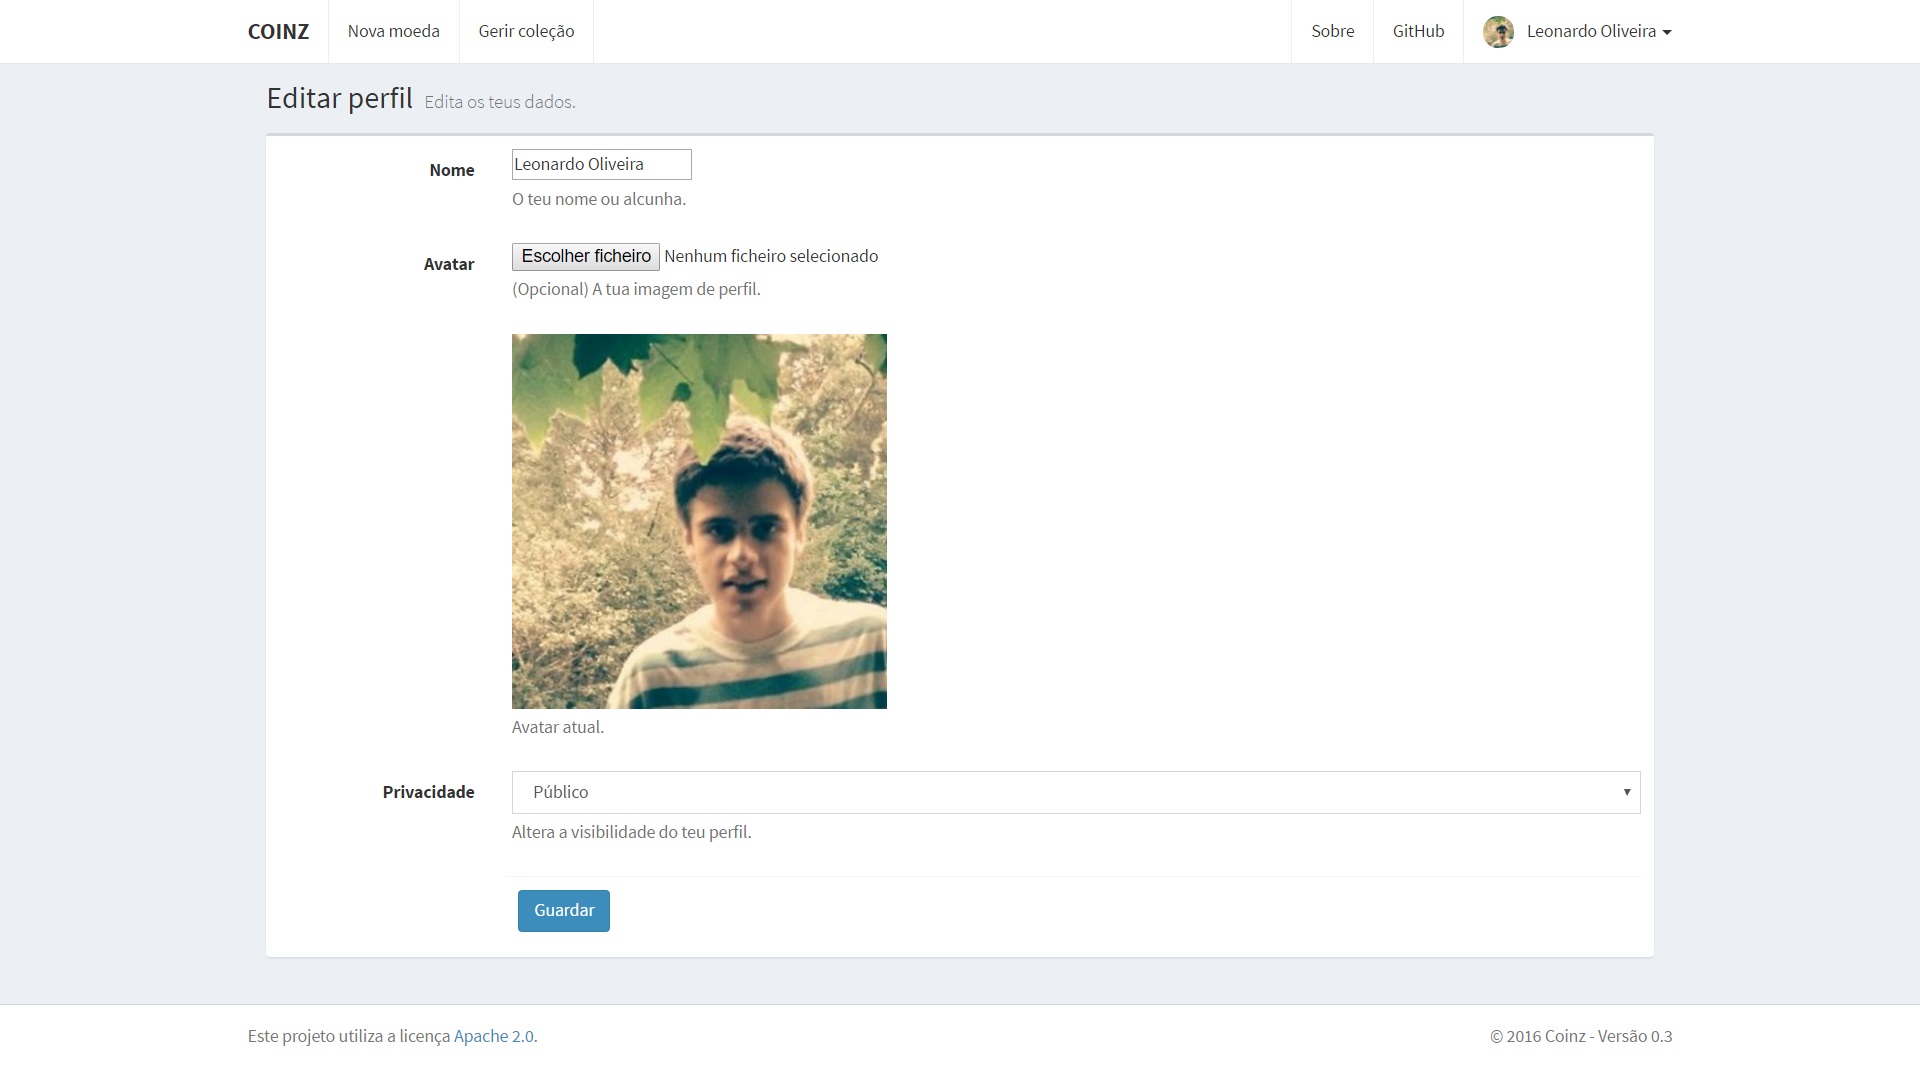 COINZ Nova moeda Gerir coleção Sobre GitHub Leonardo Oliveira
Editar perfil Edita os teus dados.
Nome Leonardo Oliveira
O teu nome ou alcunha.
Avatar Escolher ficheiro Nenhum ficheiro selecionado
(Opcional) A tua imagem de perfil.
Avatar atual.
Privacidade Público
Altera a visibilidade do teu perfil.
Guardar
Este projeto utiliza a licença Apache 2.0. © 2016 Coinz - Versão 0.3